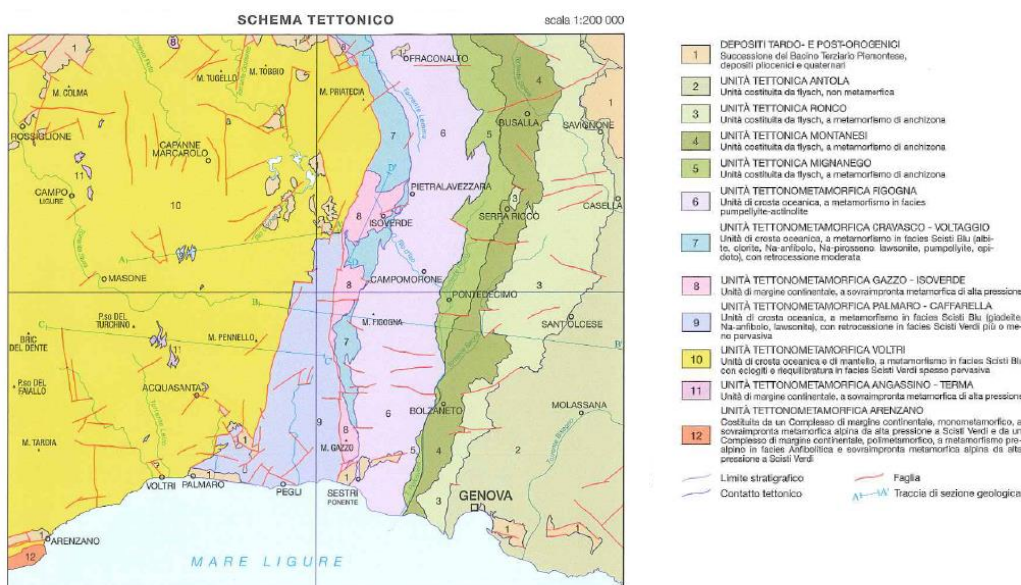 SCHEMA TETTONICO
scala 1:200 000
M. COLMA
M. TUGELLO
M. TOBBIO
M. PRIATECIA
FRACONALTO
ROSSIGLIONE
CAPANNE
MARCAROLO
BUSALLA
SAVIGNONE
CAMPO
LIGURE
PIETRALAVEZZARA
ISOVERDE
SERRA RICCO
CASELLA
MASONE
CAMPOMORONE
PONTEDECIMO
P.SO DEL
TURCHINO
M. PENNELLO
M. FIGOGNA
SANT'OLCESE
BRIC
DEL DENTE
P.SO DEL
FAIALLO
ACQUASANTA
BOLZANETO
MOLASSANA
M. TARDIA
M. GAZZO
VOLTRI
PALMARO
PEGLI
SESTRI
PONENTE
GENOVA
ARENZANO
MARE LIGURE
1 DEPOSITI TARDO- E POST-OROGENICI
Successione del Bacino Terziario Piemontese,
depositi pliocenici e quaternari
2 UNITÀ TETTONICA ANTOLA
Unità costituita da flysch, non metamorfica
3 UNITÀ TETTONICA RONCO
Unità costituita da flysch, a metamorfismo di anchizona
4 UNITÀ TETTONICA MONTANESI
Unità costituita da flysch, a metamorfismo di anchizona
5 UNITÀ TETTONICA MIGNANEGO
Unità costituita da flysch, a metamorfismo di anchizona
6 UNITÀ TETTONOMETAMORFICA FIGOGNA
Unità di crosta oceanica, a metamorfismo in facies
pumpellyite-actinolite
7 UNITÀ TETTONOMETAMORFICA CRAVASCO - VOLTAGGIO
Unità di crosta oceanica, a metamorfismo in facies Scisti Blu (albi-
te, clorite, Na-anfibolo, Na-pirosseno, lawsonite, pumpellyite, epi-
doto), con retrocessione moderata
8 UNITÀ TETTONOMETAMORFICA GAZZO - ISOVERDE
Unità di margine continentale, a sovraimpronta metamorfica di alta pressione
9 UNITÀ TETTONOMETAMORFICA PALMARO - CAFFARELLA
Unità di crosta oceanica, a metamorfismo in facies Scisti Blu (giadeite,
Na-anfibolo, lawsonite), con retrocessione in facies Scisti Verdi più o me-
no pervasiva
10 UNITÀ TETTONOMETAMORFICA VOLTRI
Unità di crosta oceanica e di mantello, a metamorfismo in facies Scisti Blu
con eclogiti e riequilibratura in facies Scisti Verdi spesso pervasiva
11 UNITÀ TETTONOMETAMORFICA ANGASSINO - TERMA
Unità di margine continentale, a sovraimpronta metamorfica di alta pressione
12 UNITÀ TETTONOMETAMORFICA ARENZANO
Costituita da un Complesso di margine continentale, monometamorfico, a
sovraimpronta metamorfica alpina da alta pressione a Scisti Verdi e da un
Complesso di margine continentale, polimetamorfico, a metamorfismo pre-
alpino in facies Anfibolitica e sovraimpronta metamorfica alpina da alta
pressione a Scisti Verdi
Limite stratigrafico
Faglia
Contatto tettonico
A A' Traccia di sezione geologica